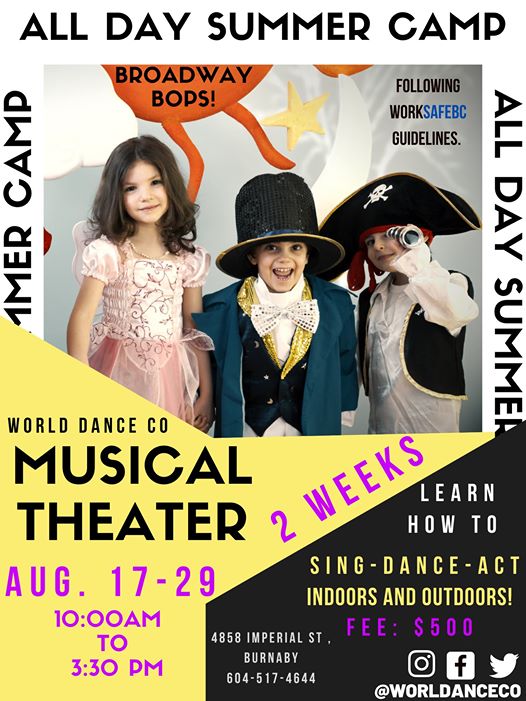 ALL DAY SUMMER CAMP
BROADWAY
BOPS!
FOLLOWING
WORKSAFEBC
GUIDELINES.
MMER CAMP
ALL DAY SUMMER
WORLD DANCE CO
MUSICAL
THEATER
2 WEEKS
AUG. 17-29
10:00AM
TO
3:30 PM
LEARN
HOW TO
SING-DANCE-ACT
INDOORS AND OUTDOORS!
FEE: $500
4858 IMPERIAL ST ,
BURNABY
604-517-4644
@WORLDANCECO